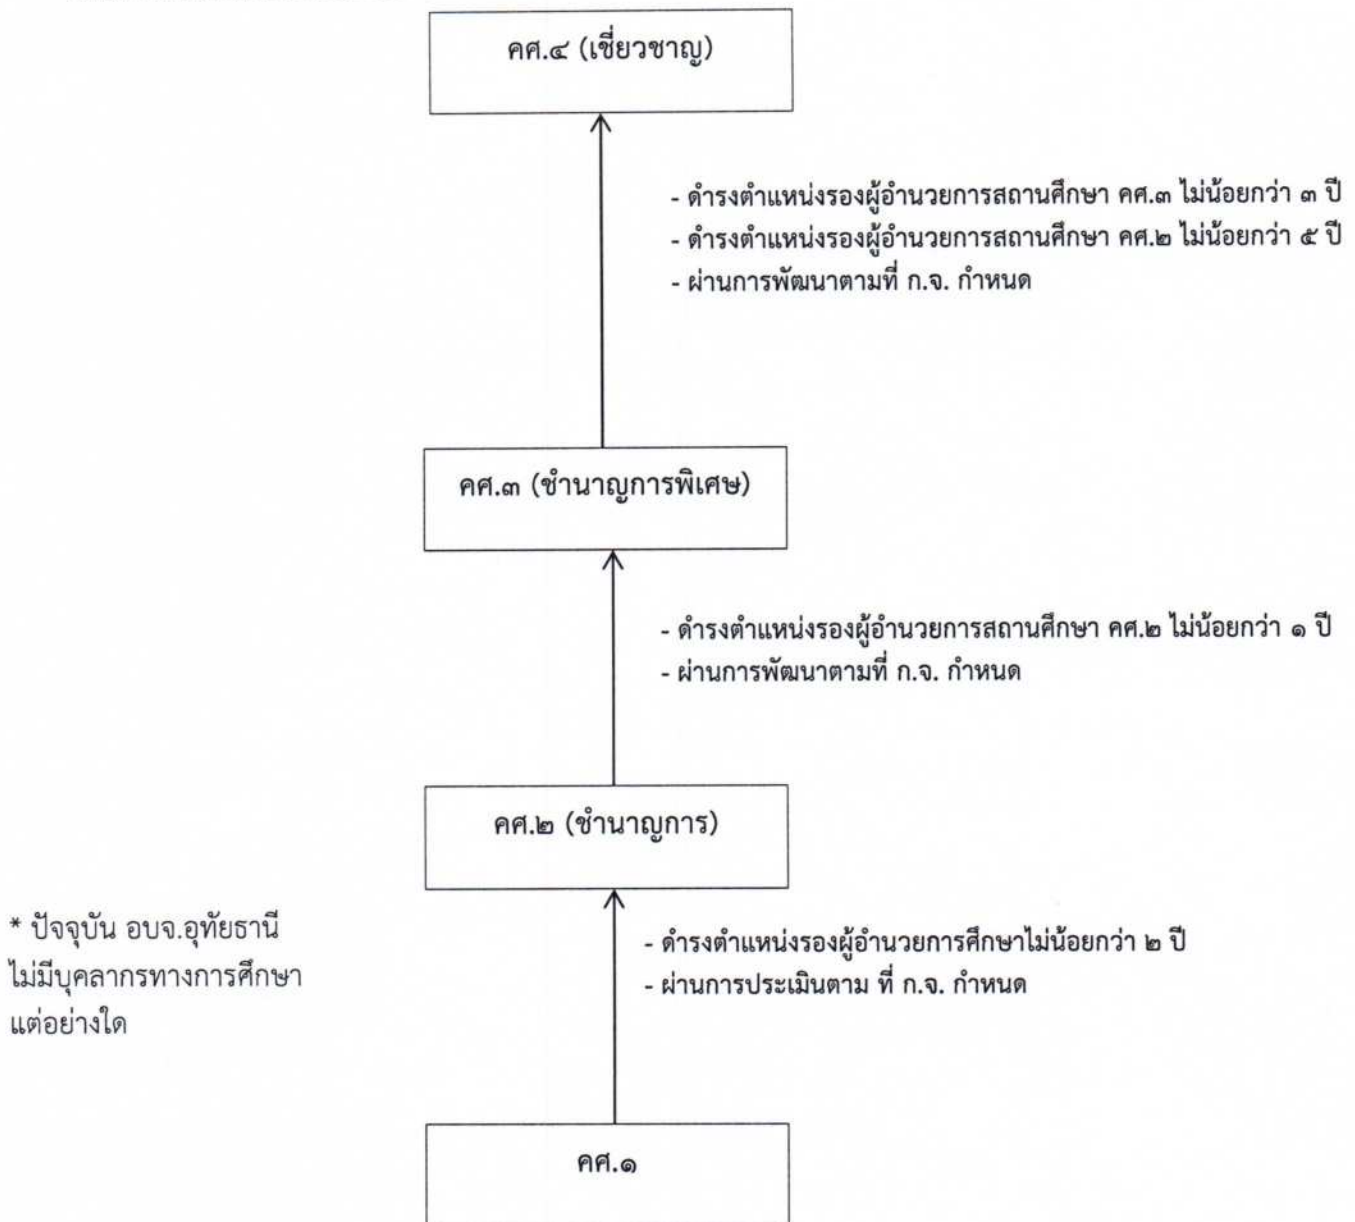 คศ.๔ (เชี่ยวชาญ)
- ดำรงตำแหน่งรองผู้อำนวยการสถานศึกษา คศ.๓ ไม่น้อยกว่า ๓ ปี
- ดำรงตำแหน่งรองผู้อำนวยการสถานศึกษา คศ.๒ ไม่น้อยกว่า ๕ ปี
- ผ่านการพัฒนาตามที่ ก.จ. กำหนด
คศ.๓ (ชำนาญการพิเศษ)
- ดำรงตำแหน่งรองผู้อำนวยการสถานศึกษา คศ.๒ ไม่น้อยกว่า ๑ ปี
- ผ่านการพัฒนาตามที่ ก.จ. กำหนด
คศ.๒ (ชำนาญการ)
* ปัจจุบัน อบจ.อุทัยธานี
ไม่มีบุคลากรทางการศึกษา
แต่อย่างใด
- ดำรงตำแหน่งรองผู้อำนวยการศึกษาไม่น้อยกว่า ๒ ปี
- ผ่านการประเมินตาม ที่ ก.จ. กำหนด
คศ.๑